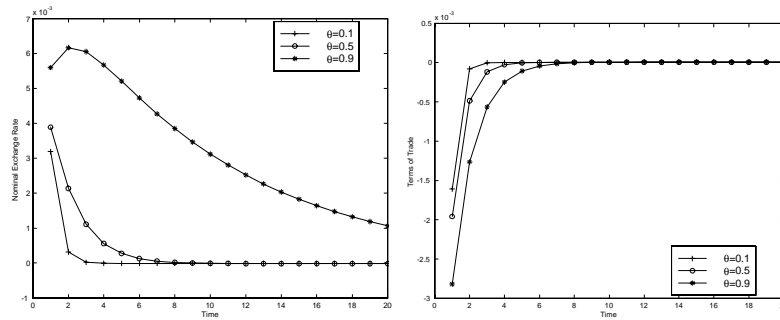 x 10⁻³
7
6
5
4
3
2
1
0
-1
Nominal Exchange Rate
0 2 4 6 8 10 12 14 16 18 20
Time
θ=0.1
θ=0.5
θ=0.9
x 10⁻³
0.5
0
-0.5
-1
-1.5
-2
-2.5
-3
Terms of Trade
0 2 4 6 8 10 12 14 16 18
Time
θ=0.1
θ=0.5
θ=0.9